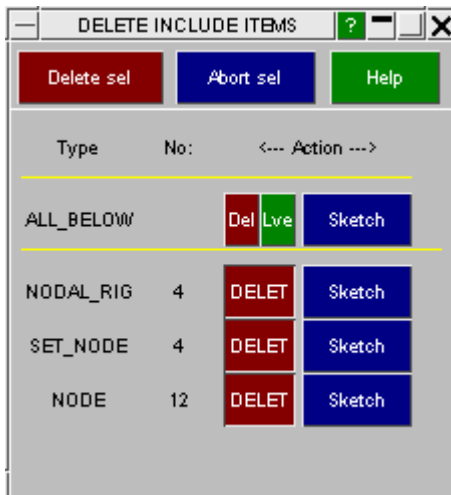 DELETE INCLUDE ITEMS ?
Delete sel Abort sel Help
Type No: <--- Action --->
ALL_BELOW Del Lve Sketch
NODAL_RIG 4 DELET Sketch
SET_NODE 4 DELET Sketch
NODE 12 DELET Sketch